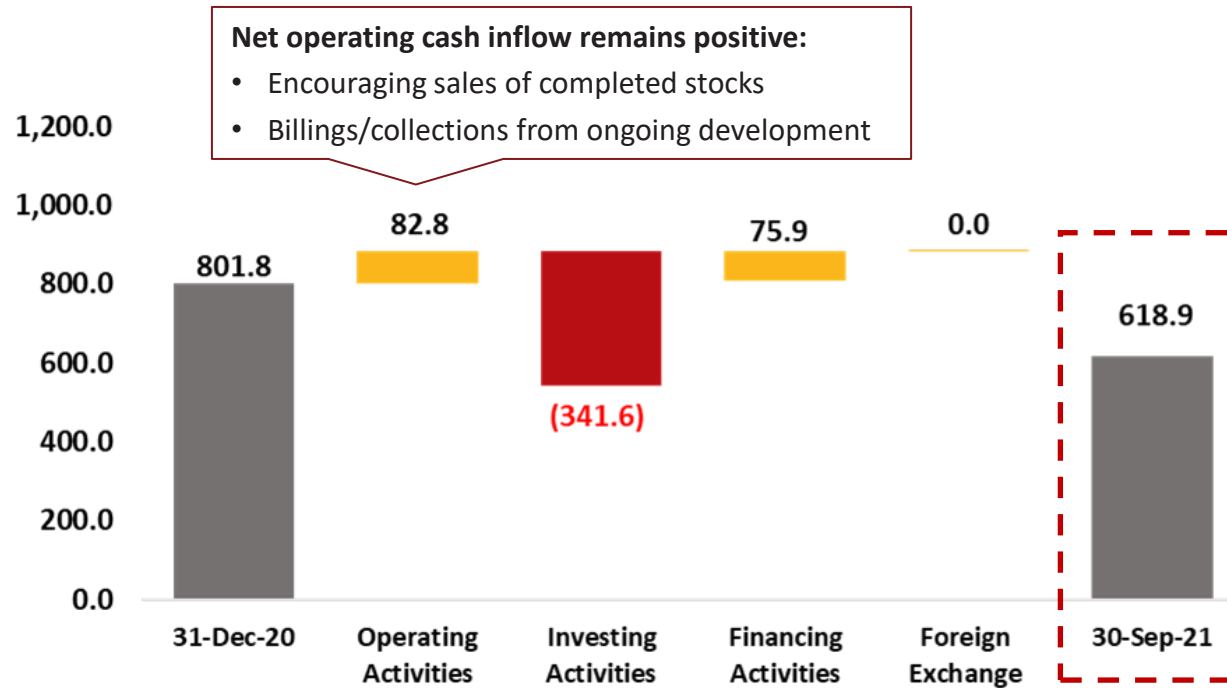 Net operating cash inflow remains positive:
• Encouraging sales of completed stocks
• Billings/collections from ongoing development
1,200.0
1,000.0
800.0
600.0
400.0
200.0
0.0
801.8
82.8
(341.6)
75.9
0.0
618.9
31-Dec-20
Operating
Activities
Investing
Activities
Financing
Activities
Foreign
Exchange
30-Sep-21